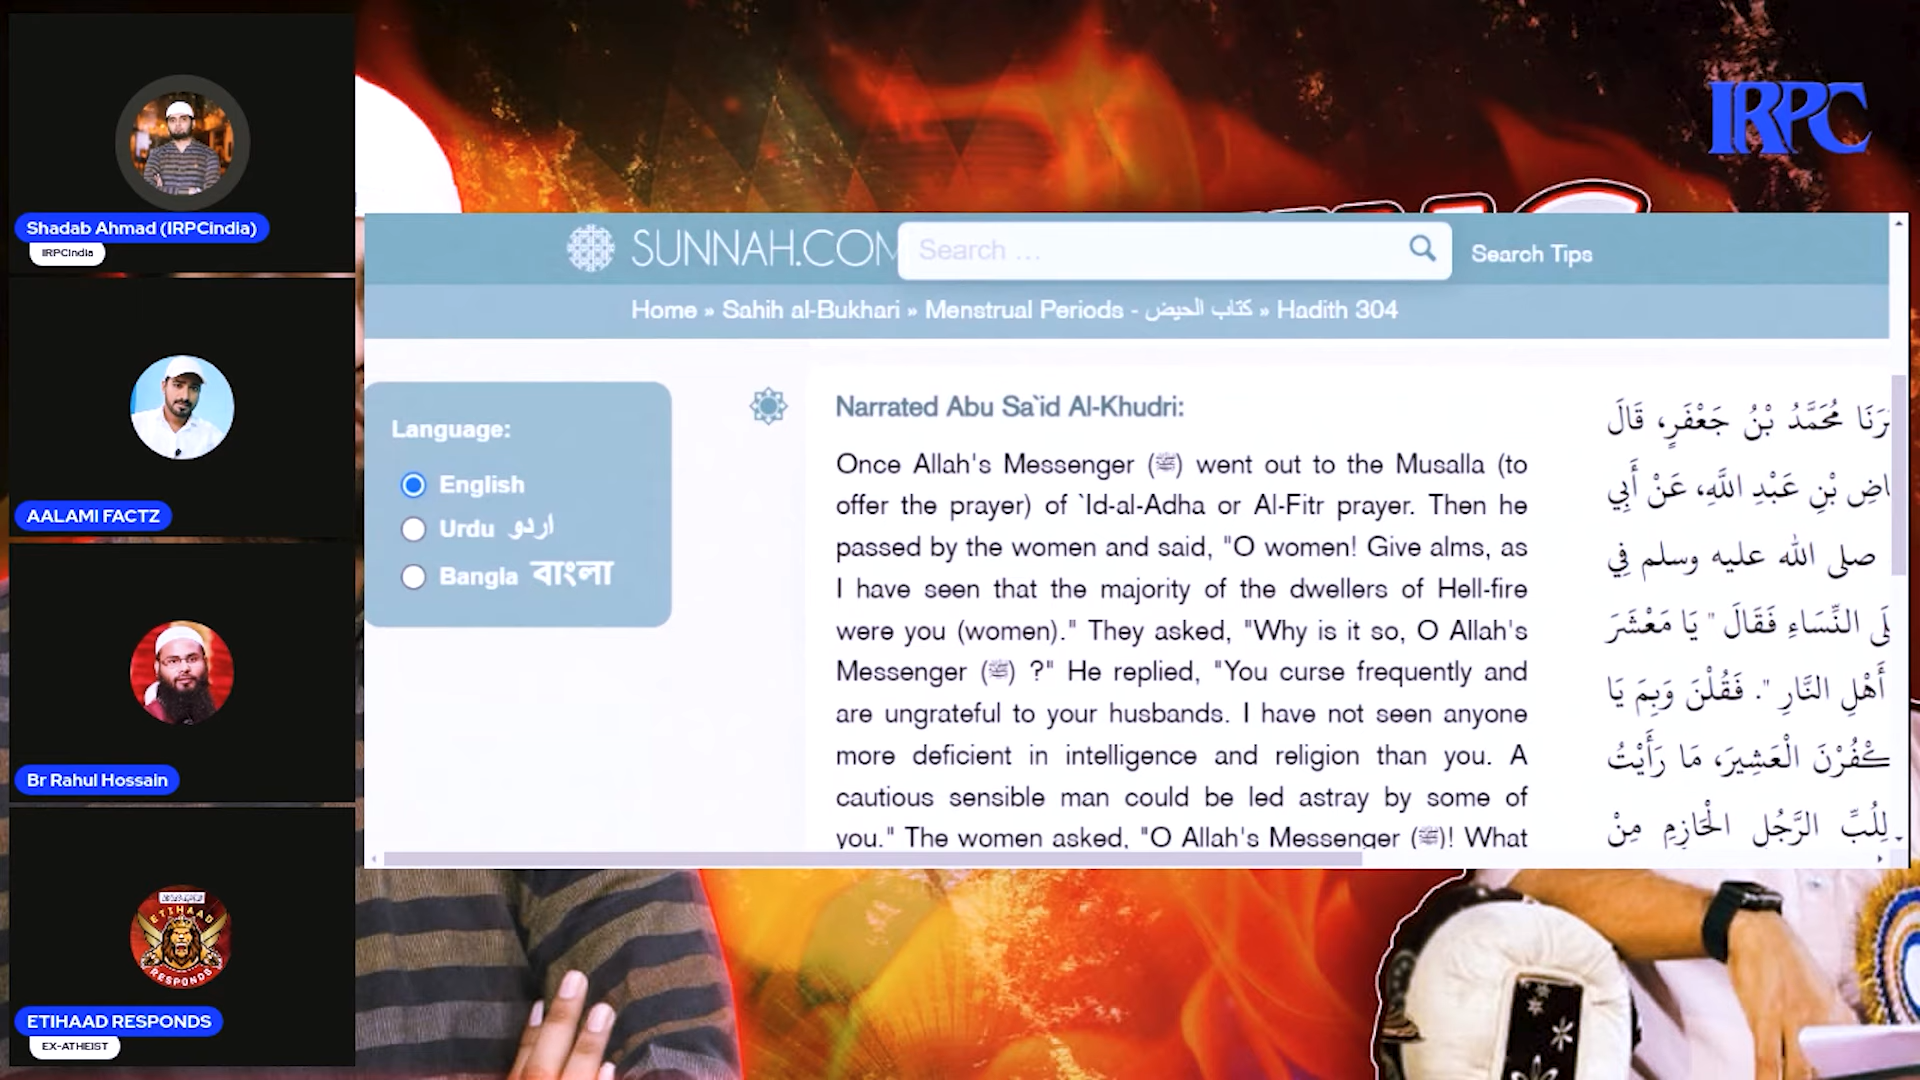 Shadab Ahmad (IRPCindia)
IRPCIndia
AALAMI FACTZ
Br Rahul Hossain
ETIHAAD
RESPONDS
ETIHAAD RESPONDS
EX-ATHEIST
IRPC
SUNNAH.COM
Search ...
Search Tips
Home » Sahih al-Bukhari » Menstrual Periods - كتاب الحيض » Hadith 304
Language:
English
Urdu اردو
Bangla বাংলা
Narrated Abu Sa`id Al-Khudri:
Once Allah's Messenger (ﷺ) went out to the Musalla (to
offer the prayer) of `Id-al-Adha or Al-Fitr prayer. Then he
passed by the women and said, "O women! Give alms, as
I have seen that the majority of the dwellers of Hell-fire
were you (women)." They asked, "Why is it so, O Allah's
Messenger (ﷺ) ?" He replied, "You curse frequently and
are ungrateful to your husbands. I have not seen anyone
more deficient in intelligence and religion than you. A
cautious sensible man could be led astray by some of
you." The women asked, "O Allah's Messenger (ﷺ)! What
مُحَمَّدُ بْنُ جَعْفَرٍ، قَالَ
بْنِ عَبْدِ اللَّهِ، عَنْ أَبِي
صلى الله عليه وسلم فِي
النِّسَاءِ فَقَالَ " يَا مَعْشَرَ
أَهْلِ النَّارِ ". فَقُلْنَ وَبِمَ يَا
الْعَشِيرَ، مَا رَأَيْتُ
لِلُبِّ الرَّجُلِ الْحَازِمِ مِنْ